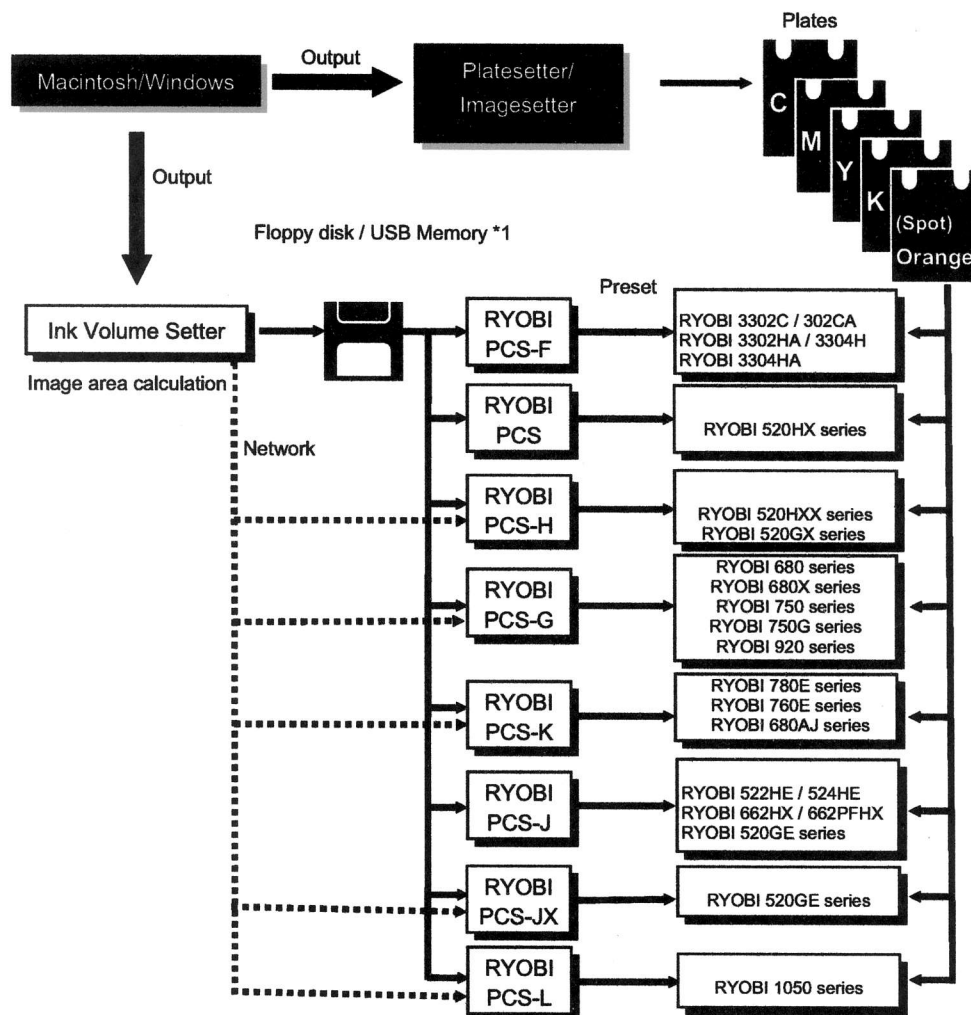 Plates
Output
Macintosh/Windows
Platesetter/
Imagesetter
C
M
Y
K
(Spot)
Orange
Output
Floppy disk / USB Memory *1
Preset
Ink Volume Setter
Image area calculation
Network
RYOBI
PCS-F
RYOBI 3302C / 302CA
RYOBI 3302HA / 3304H
RYOBI 3304HA
RYOBI
PCS
RYOBI 520HX series
RYOBI
PCS-H
RYOBI 520HXX series
RYOBI 520GX series
RYOBI
PCS-G
RYOBI 680 series
RYOBI 680X series
RYOBI 750 series
RYOBI 750G series
RYOBI 920 series
RYOBI
PCS-K
RYOBI 780E series
RYOBI 760E series
RYOBI 680AJ series
RYOBI
PCS-J
RYOBI 522HE / 524HE
RYOBI 662HX / 662PFHX
RYOBI 520GE series
RYOBI
PCS-JX
RYOBI 520GE series
RYOBI
PCS-L
RYOBI 1050 series